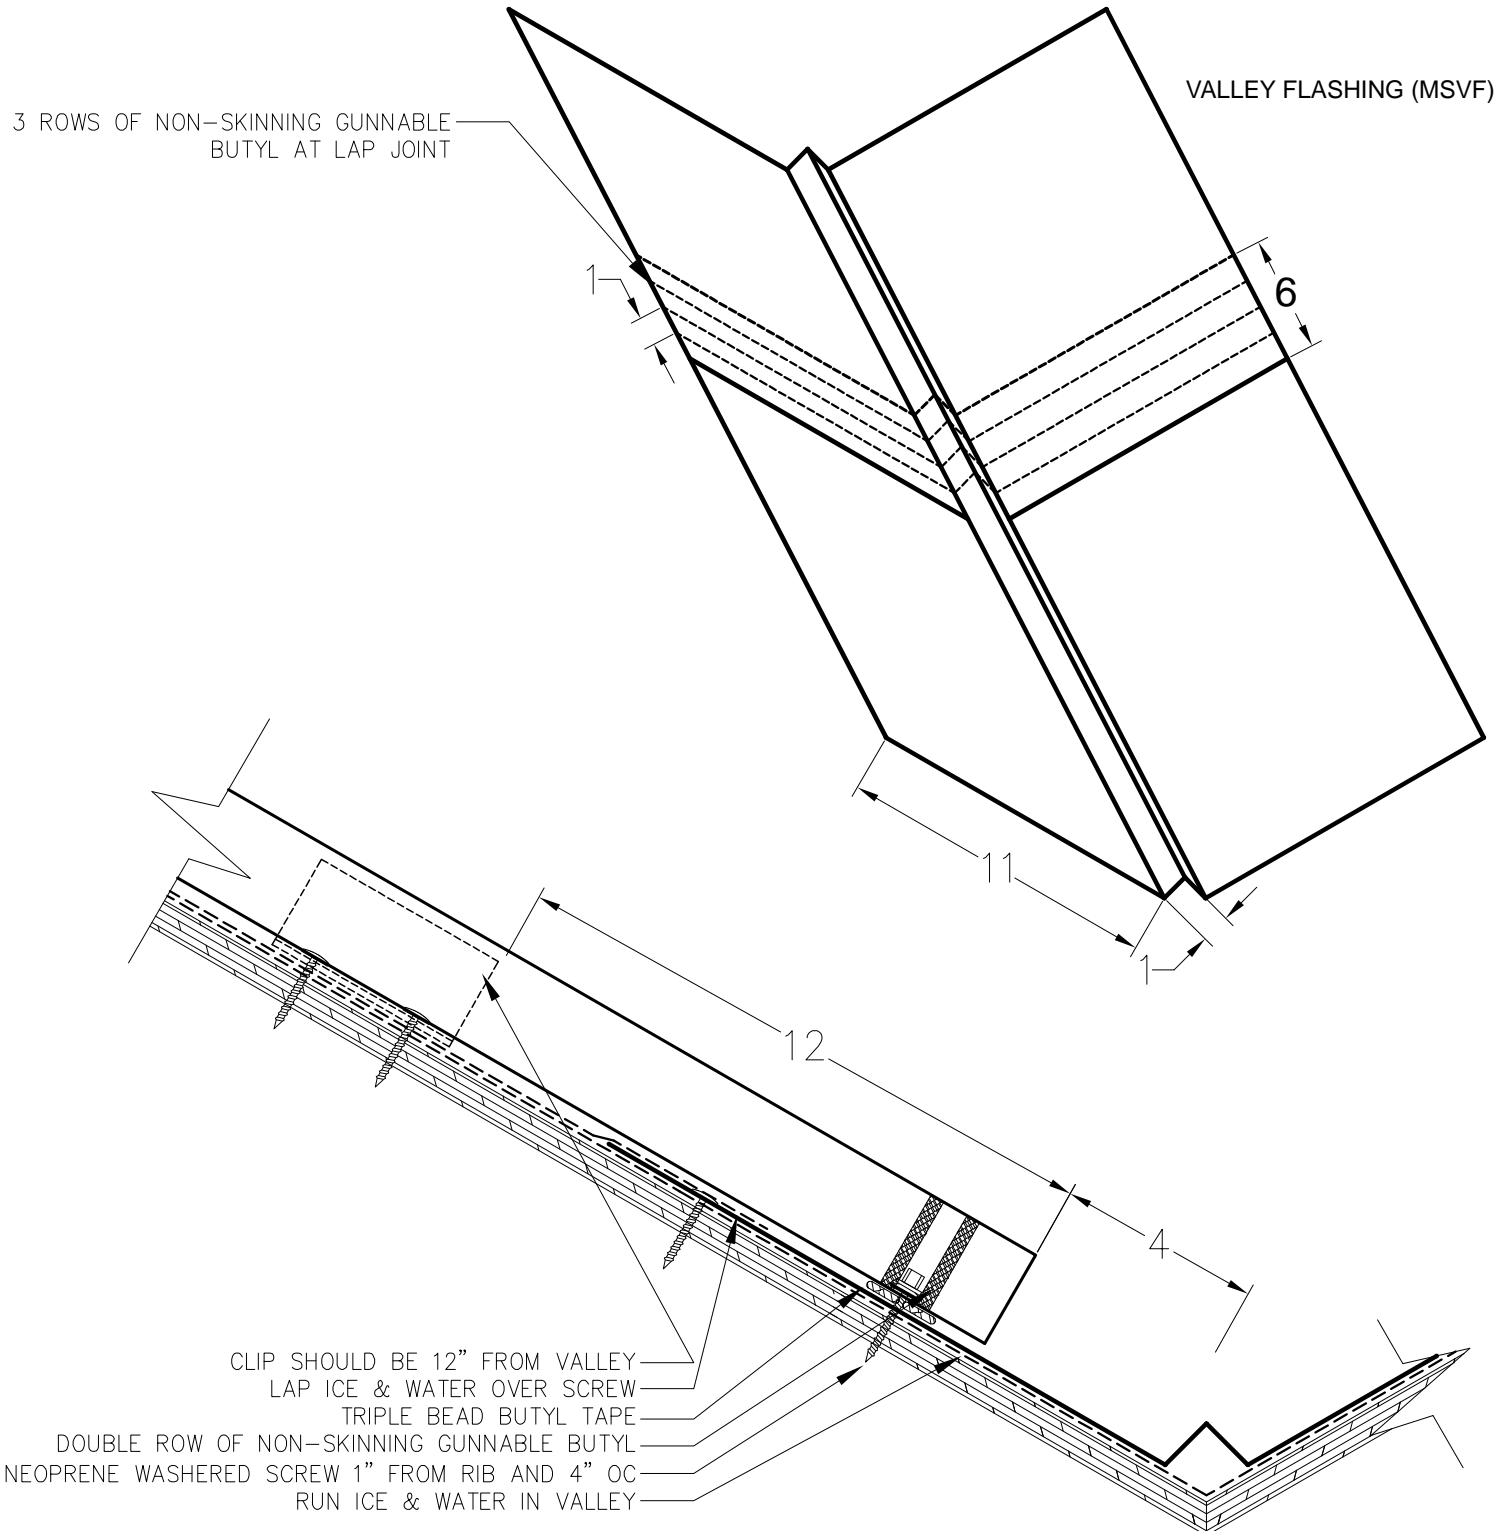 VALLEY FLASHING (MSVF)
3 ROWS OF NON-SKINNING GUNNABLE
BUTYL AT LAP JOINT
1
6
11
1
12
4
CLIP SHOULD BE 12” FROM VALLEY
LAP ICE & WATER OVER SCREW
TRIPLE BEAD BUTYL TAPE
DOUBLE ROW OF NON-SKINNING GUNNABLE BUTYL
NEOPRENE WASHERED SCREW 1” FROM RIB AND 4” OC
RUN ICE & WATER IN VALLEY